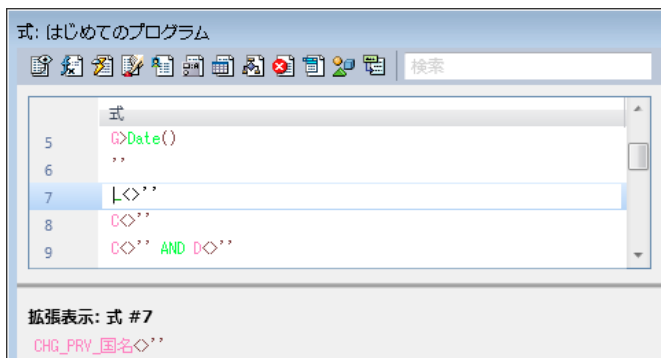 式: はじめてのプログラム
検索
式
5 G>Date()
6 ''
7 L<>''
8 C<>''
9 C<>'' AND D<>''
拡張表示: 式 #7
CHG_PRV_国名<>''